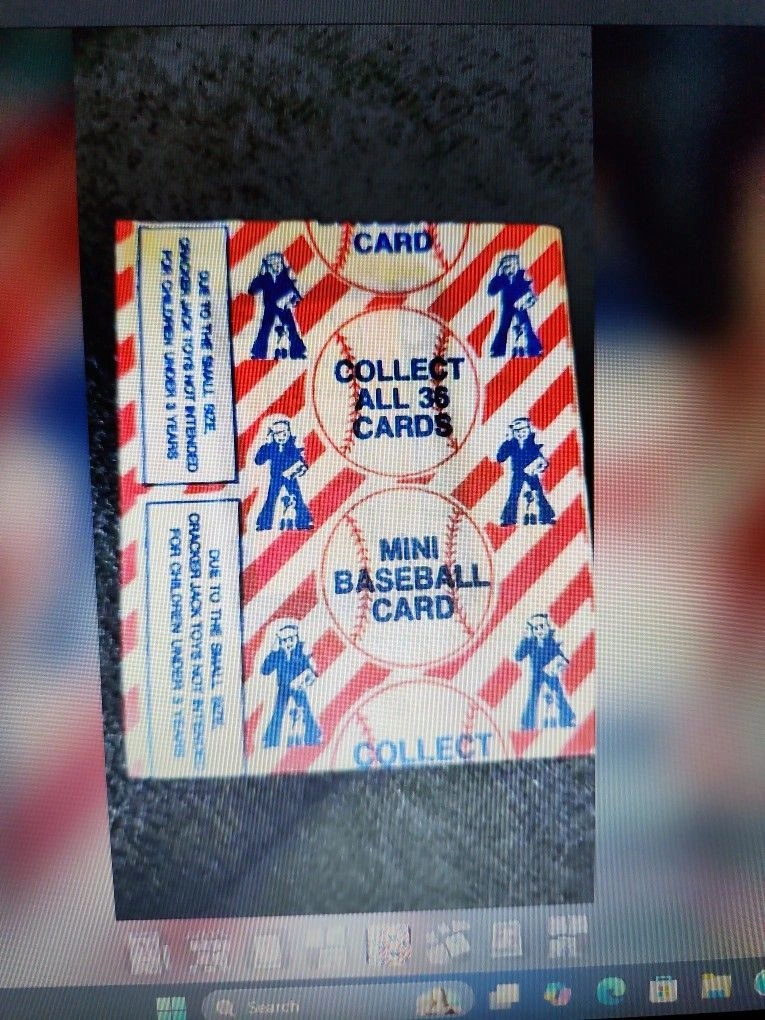 CARD
COLLECT
ALL 36
CARDS
MINI
BASEBALL
CARD
COLLECT
DUE TO THE SMALL SIZE,
CRACKER JACK TOYS NOT INTENDED
FOR CHILDREN UNDER 3 YEARS
DUE TO THE SMALL SIZE,
CRACKER JACK TOYS NOT INTENDED
FOR CHILDREN UNDER 3 YEARS
Search